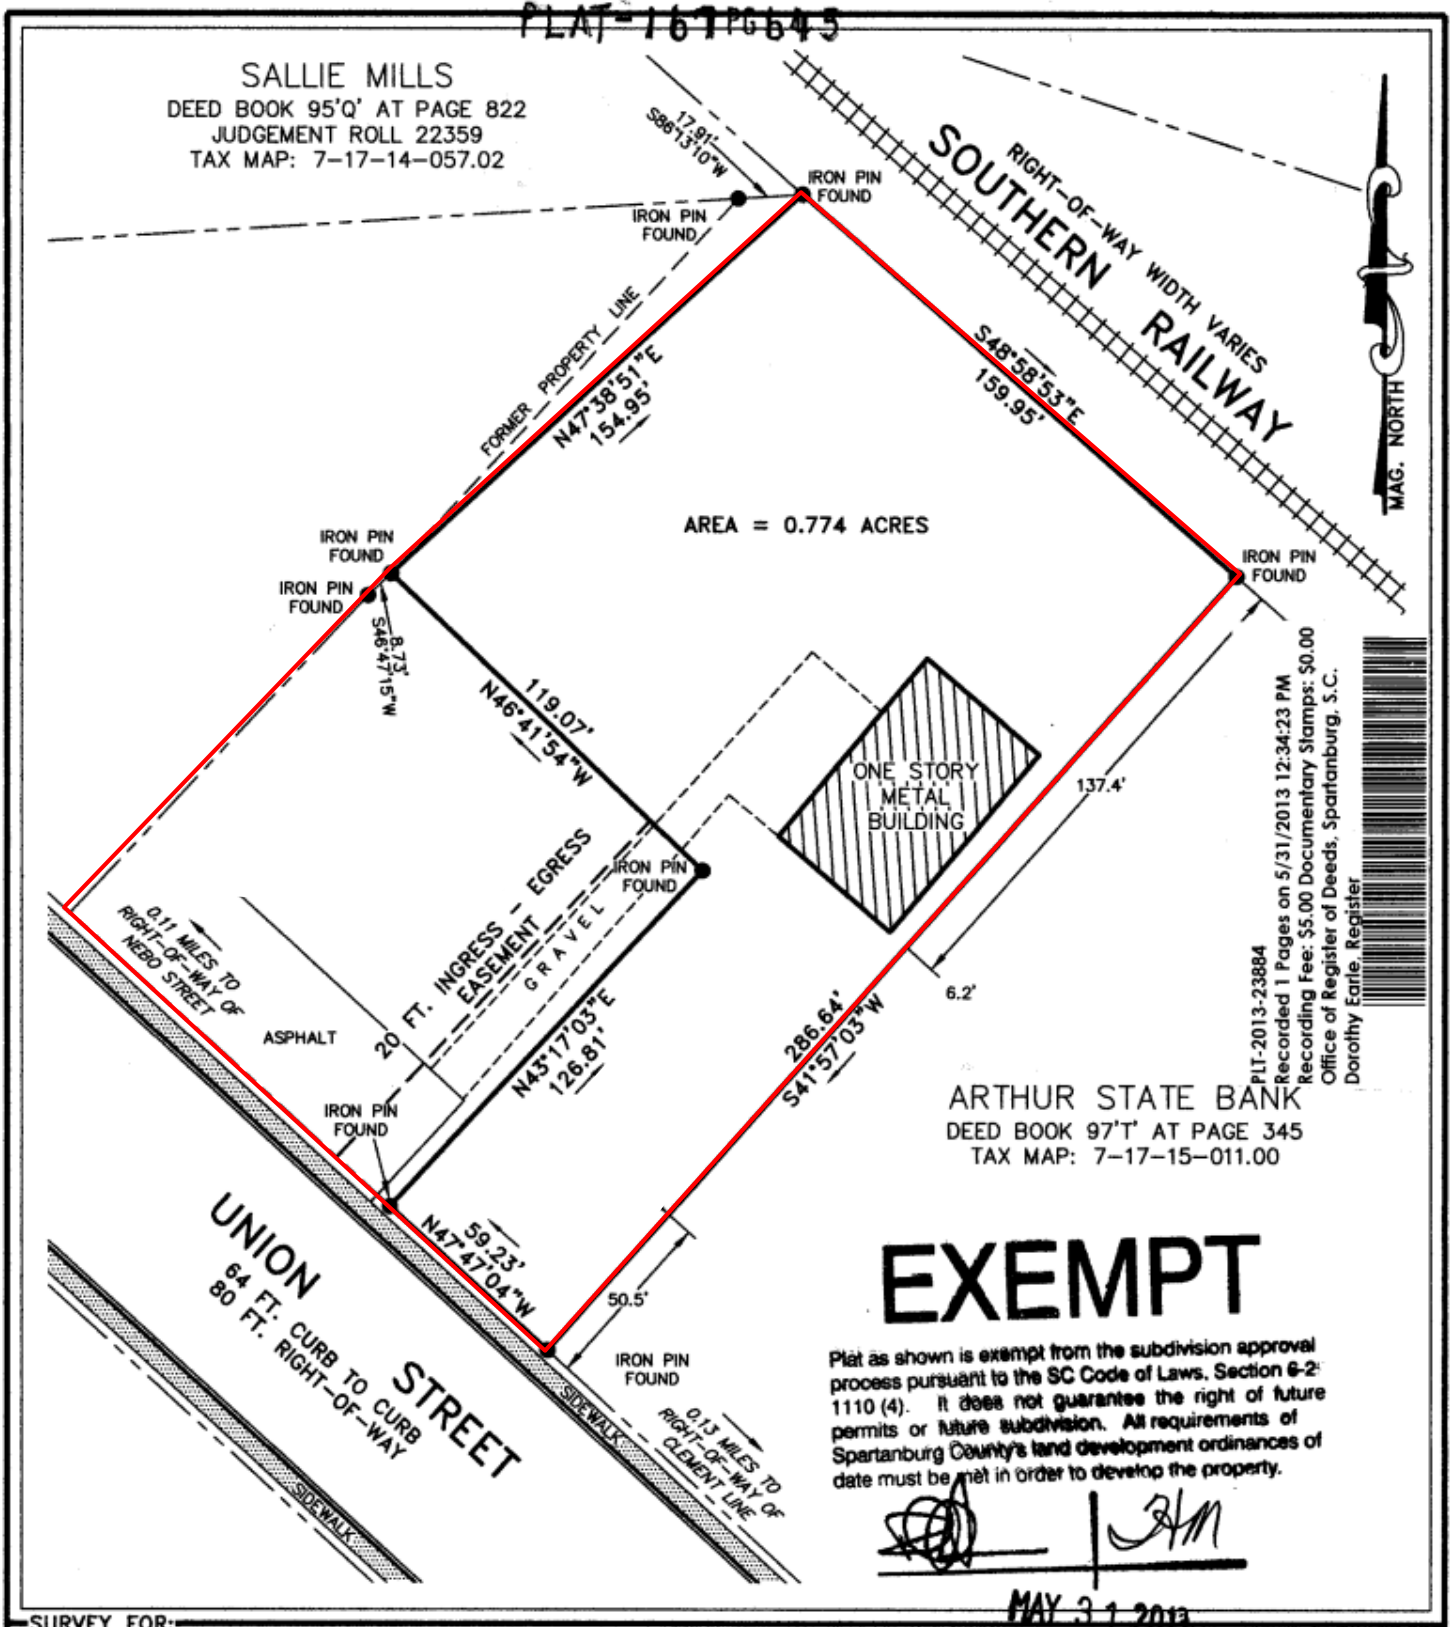 PLAT-167PG643
SALLIE MILLS
DEED BOOK 95'Q' AT PAGE 822
JUDGEMENT ROLL 22359
TAX MAP: 7-17-14-057.02
17.91'
S86°13'10"W
IRON PIN
FOUND
IRON PIN
FOUND
RIGHT-OF-WAY WIDTH VARIES
SOUTHERN RAILWAY
MAG. NORTH
FORMER PROPERTY LINE
N47°38'51"E
154.95'
S48°58'53"E
159.95'
AREA = 0.774 ACRES
IRON PIN
FOUND
IRON PIN
FOUND
IRON PIN
FOUND
8.73'
S46°47'15"W
119.07'
N46°41'54"W
ONE STORY
METAL
BUILDING
137.4'
6.2'
IRON PIN
FOUND
20 FT. INGRESS - EGRESS
EASEMENT
GRAVEL
0.11 MILES TO
RIGHT-OF-WAY OF
NEBO STREET
ASPHALT
N43°17'03"E
126.81'
286.64'
S41°57'03"W
IRON PIN
FOUND
PLT-2013-23884
Recorded 1 Pages on 5/31/2013 12:34:23 PM
Recording Fee: $5.00 Documentary Stamps: $0.00
Office of Register of Deeds, Spartanburg, S.C.
Dorothy Earle, Register
ARTHUR STATE BANK
DEED BOOK 97'T' AT PAGE 345
TAX MAP: 7-17-15-011.00
59.23'
N47°47'04"W
50.5'
IRON PIN
FOUND
UNION STREET
64 FT. CURB TO CURB
80 FT. RIGHT-OF-WAY
SIDEWALK
SIDEWALK
0.13 MILES TO
RIGHT-OF-WAY OF
CLEMENT LINE
EXEMPT
Plat as shown is exempt from the subdivision approval
process pursuant to the SC Code of Laws, Section 6-2
1110 (4). It does not guarantee the right of future
permits or future subdivision. All requirements of
Spartanburg County's land development ordinances of
date must be met in order to develop the property.
MAY 31 2013
SURVEY FOR: